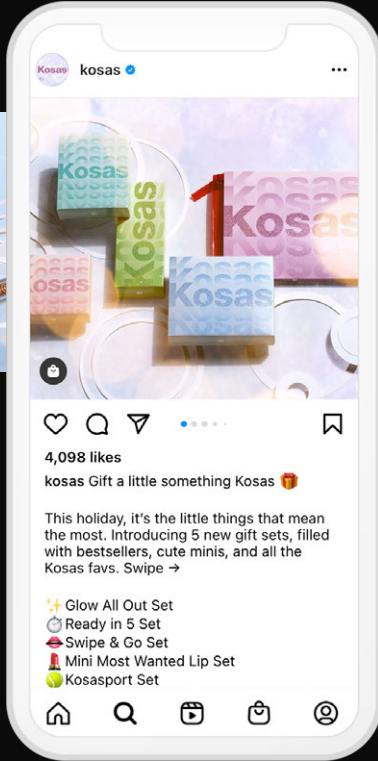 Kosas
kosas
Kosas
Kosas
Kosas
Kosas
Kosas
4,098 likes
kosas Gift a little something Kosas 🎁
This holiday, it's the little things that mean
the most. Introducing 5 new gift sets, filled
with bestsellers, cute minis, and all the
Kosas favs. Swipe →
✨Glow All Out Set
⏱️Ready in 5 Set
👄Swipe & Go Set
💄Mini Most Wanted Lip Set
🎾Kosasport Set